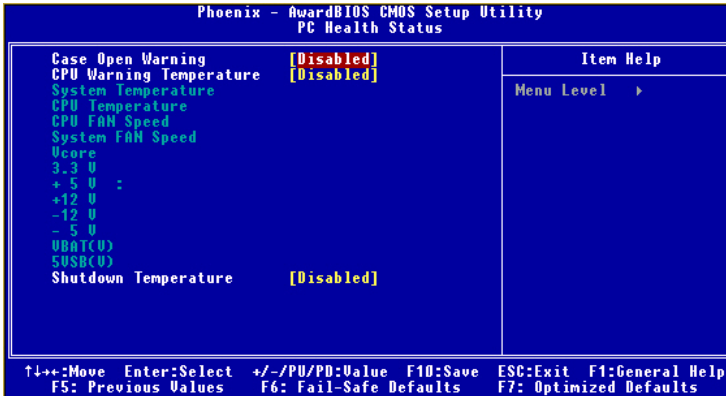 Phoenix - AwardBIOS CMOS Setup Utility
PC Health Status
Case Open Warning [Disabled]
CPU Warning Temperature [Disabled]
System Temperature
CPU Temperature
CPU FAN Speed
System FAN Speed
Vcore
3.3 V
+ 5 V :
+12 V
-12 V
- 5 V
VBAT(V)
5VSB(V)
Shutdown Temperature [Disabled]
Item Help
Menu Level ▸
↑↓→←:Move Enter:Select +/-/PU/PD:Value F10:Save ESC:Exit F1:General Help
F5: Previous Values F6: Fail-Safe Defaults F7: Optimized Defaults